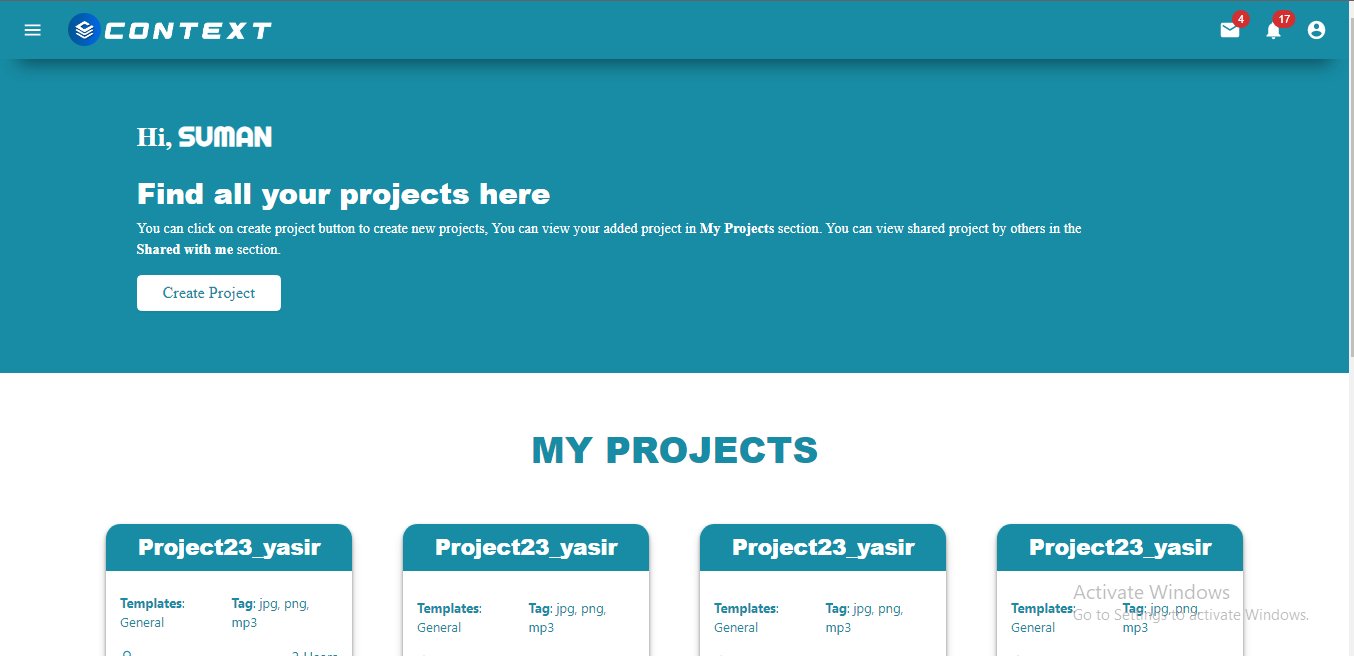 CONTEXT
4
17
Hi, SUMAN
Find all your projects here
You can click on create project button to create new projects, You can view your added project in My Projects section. You can view shared project by others in the
Shared with me section.
Create Project
MY PROJECTS
Project23_yasir
Project23_yasir
Project23_yasir
Project23_yasir
Templates:
General
Tag: jpg, png,
mp3
Templates:
General
Tag: jpg, png,
mp3
Templates:
General
Tag: jpg, png,
mp3
Templates:
General
Tag: jpg, png,
mp3
Activate Windows
Go to Settings to activate Windows.